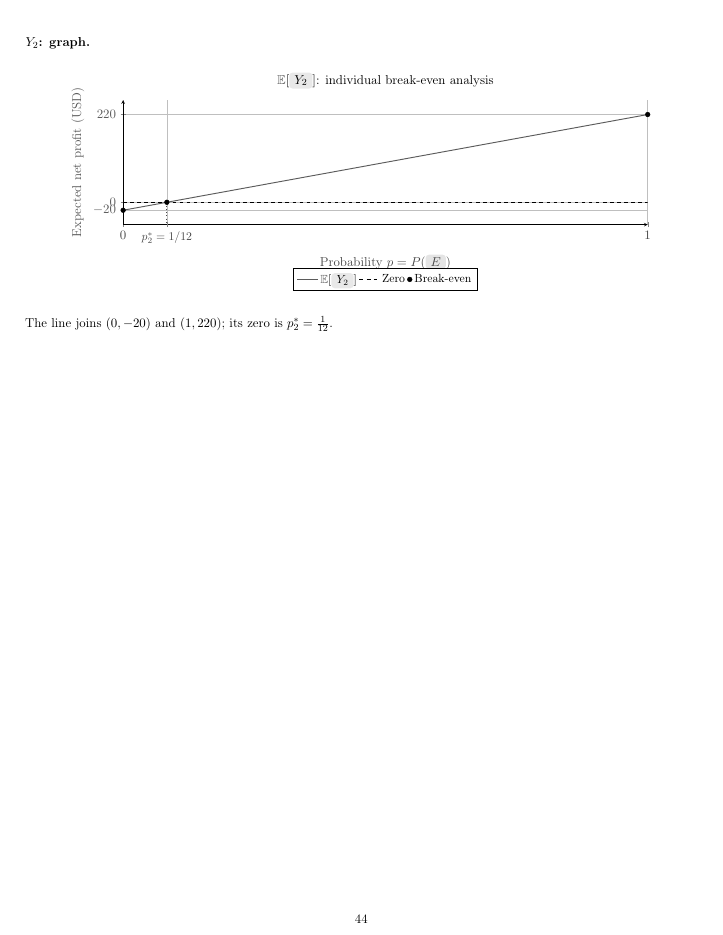 Y₂: graph.
𝔼[ Y₂ ]: individual break-even analysis
Expected net profit (USD)
220
0
−20
0 p₂* = 1/12 1
Probability p = P( E )
𝔼[ Y₂ ] Zero Break-even
The line joins (0, −20) and (1, 220); its zero is p₂* = 1/12.
44